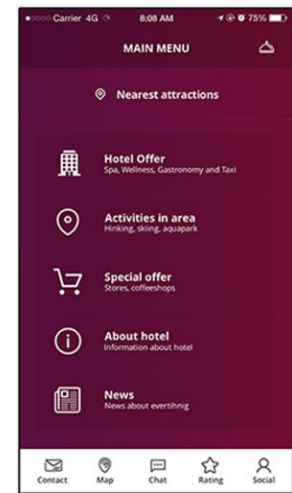 Carrier 4G 8:08 AM 75%
MAIN MENU
Nearest attractions
Hotel Offer
Spa, Wellness, Gastronomy and Taxi
Activities in area
Hinking, skiing, aquapark
Special offer
Stores, coffeeshops
About hotel
Information about hotel
News
News about evertihnig
Contact Map Chat Rating Social